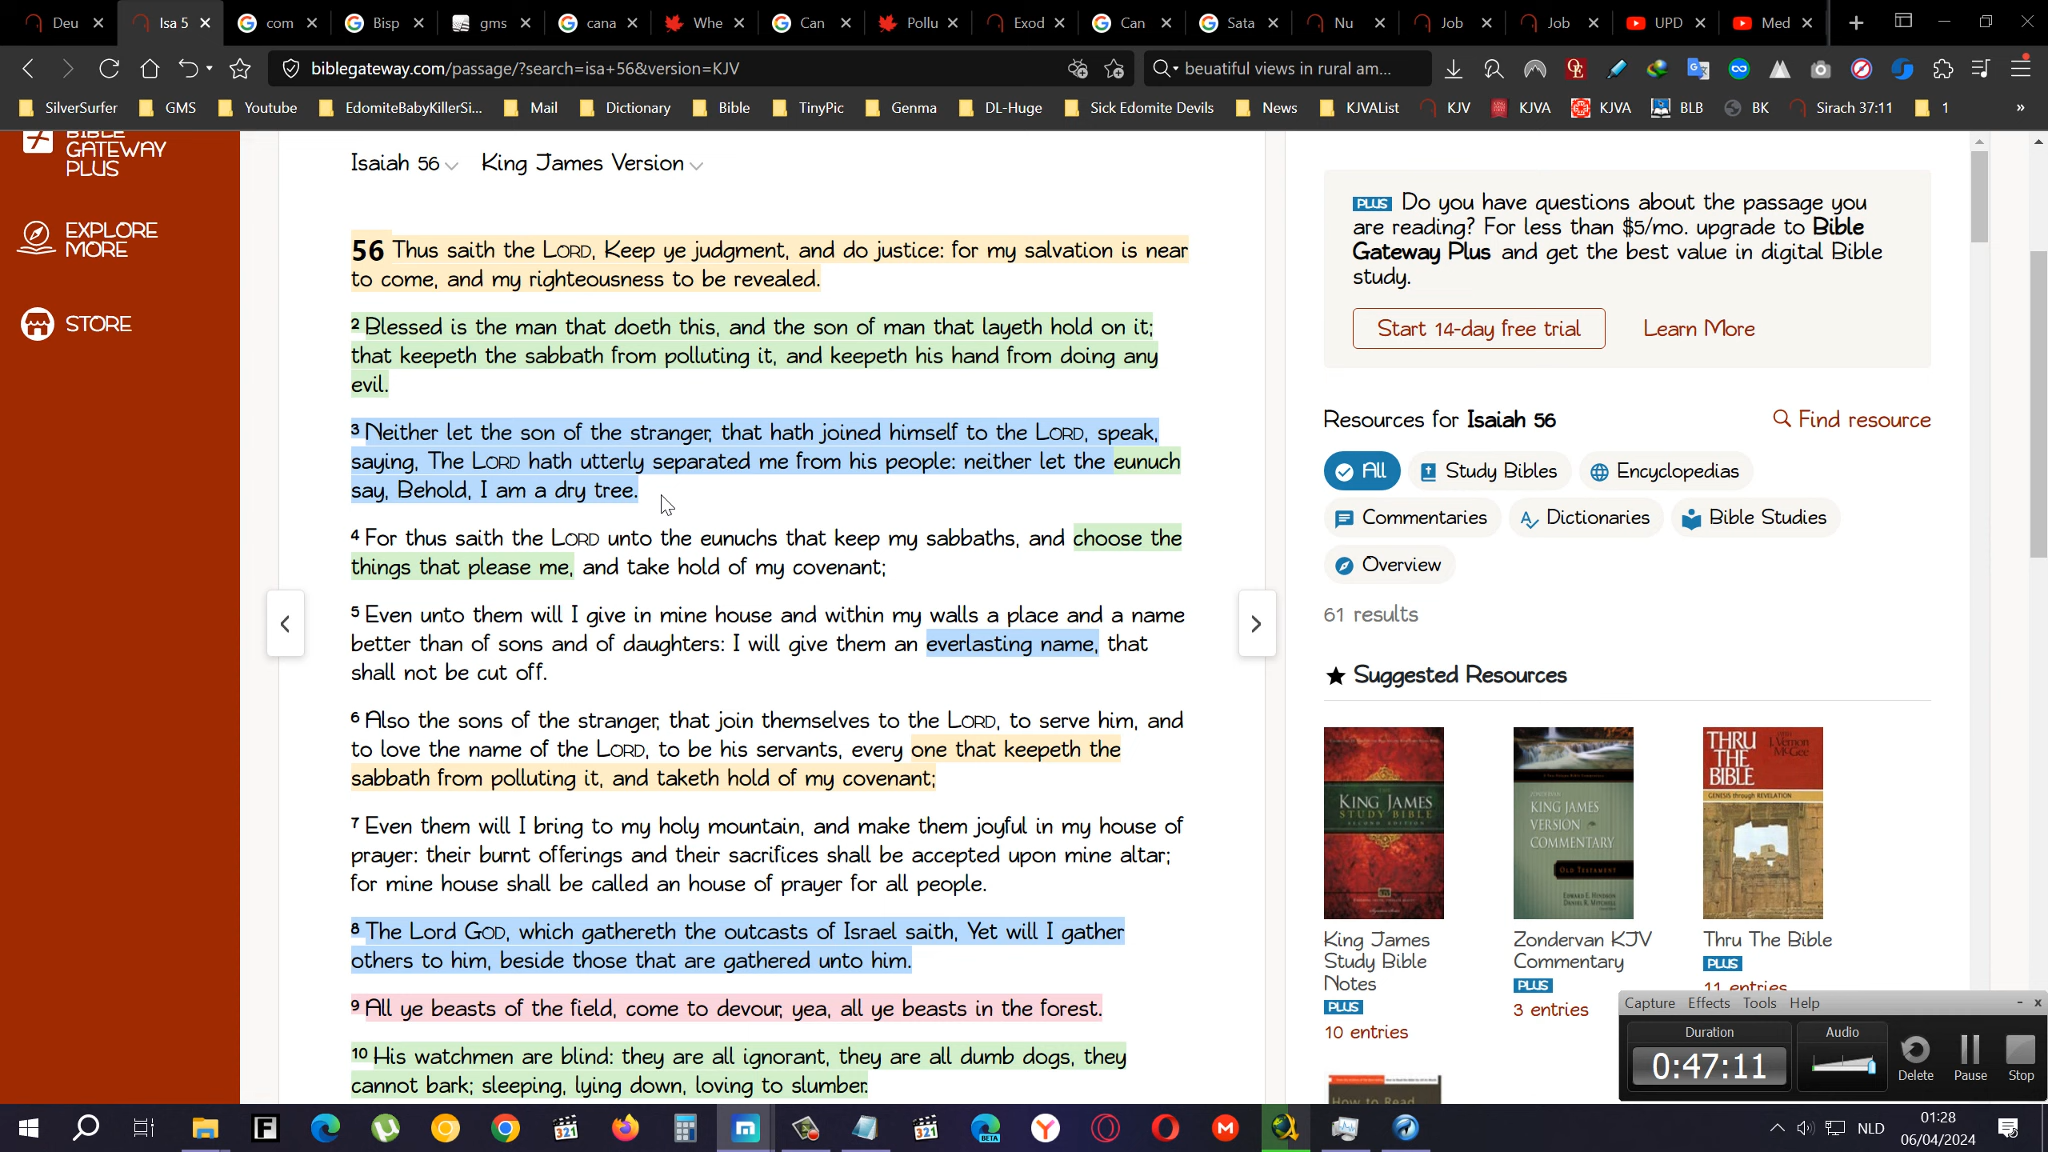 Deu
Isa 5
com
Bisp
gms
cana
Whe
Can
Pollu
Exod
Can
Sata
Nu
Job
Job
UPD
Med
biblegateway.com/passage/?search=isa+56&version=KJV
beuatiful views in rural am...
SilverSurfer
GMS
Youtube
EdomiteBabyKillerSi...
Mail
Dictionary
Bible
TinyPic
Genma
DL-Huge
Sick Edomite Devils
News
KJVAList
KJV
KJVA
KJVA
BLB
BK
Sirach 37:11
1
»
BIBLE
GATEWAY
PLUS
EXPLORE
MORE
STORE
Isaiah 56 King James Version
56 Thus saith the LORD, Keep ye judgment, and do justice: for my salvation is near
to come, and my righteousness to be revealed.
2 Blessed is the man that doeth this, and the son of man that layeth hold on it;
that keepeth the sabbath from polluting it, and keepeth his hand from doing any
evil.
3 Neither let the son of the stranger, that hath joined himself to the LORD, speak,
saying, The LORD hath utterly separated me from his people: neither let the eunuch
say, Behold, I am a dry tree.
4 For thus saith the LORD unto the eunuchs that keep my sabbaths, and choose the
things that please me, and take hold of my covenant;
5 Even unto them will I give in mine house and within my walls a place and a name
better than of sons and of daughters: I will give them an everlasting name, that
shall not be cut off.
6 Also the sons of the stranger, that join themselves to the LORD, to serve him, and
to love the name of the LORD, to be his servants, every one that keepeth the
sabbath from polluting it, and taketh hold of my covenant;
7 Even them will I bring to my holy mountain, and make them joyful in my house of
prayer: their burnt offerings and their sacrifices shall be accepted upon mine altar;
for mine house shall be called an house of prayer for all people.
8 The Lord GOD, which gathereth the outcasts of Israel saith, Yet will I gather
others to him, beside those that are gathered unto him.
9 All ye beasts of the field, come to devour, yea, all ye beasts in the forest.
10 His watchmen are blind: they are all ignorant, they are all dumb dogs, they
cannot bark; sleeping, lying down, loving to slumber.
PLUS Do you have questions about the passage you
are reading? For less than $5/mo. upgrade to Bible
Gateway Plus and get the best value in digital Bible
study.
Start 14-day free trial
Learn More
Resources for Isaiah 56
Find resource
All
Study Bibles
Encyclopedias
Commentaries
Dictionaries
Bible Studies
Overview
61 results
Suggested Resources
KING JAMES
STUDY BIBLE
SECOND EDITION
KING JAMES
VERSION
COMMENTARY
OLD TESTAMENT
THRU
THE
BIBLE
J. Vernon
McGee
GENESIS through REVELATION
King James
Study Bible
Notes
PLUS
10 entries
Zondervan KJV
Commentary
PLUS
3 entries
Thru The Bible
PLUS
11 entries
How to Read
Capture Effects Tools Help
Duration
0:47:11
Audio
Delete
Pause
Stop
NLD
01:28
06/04/2024